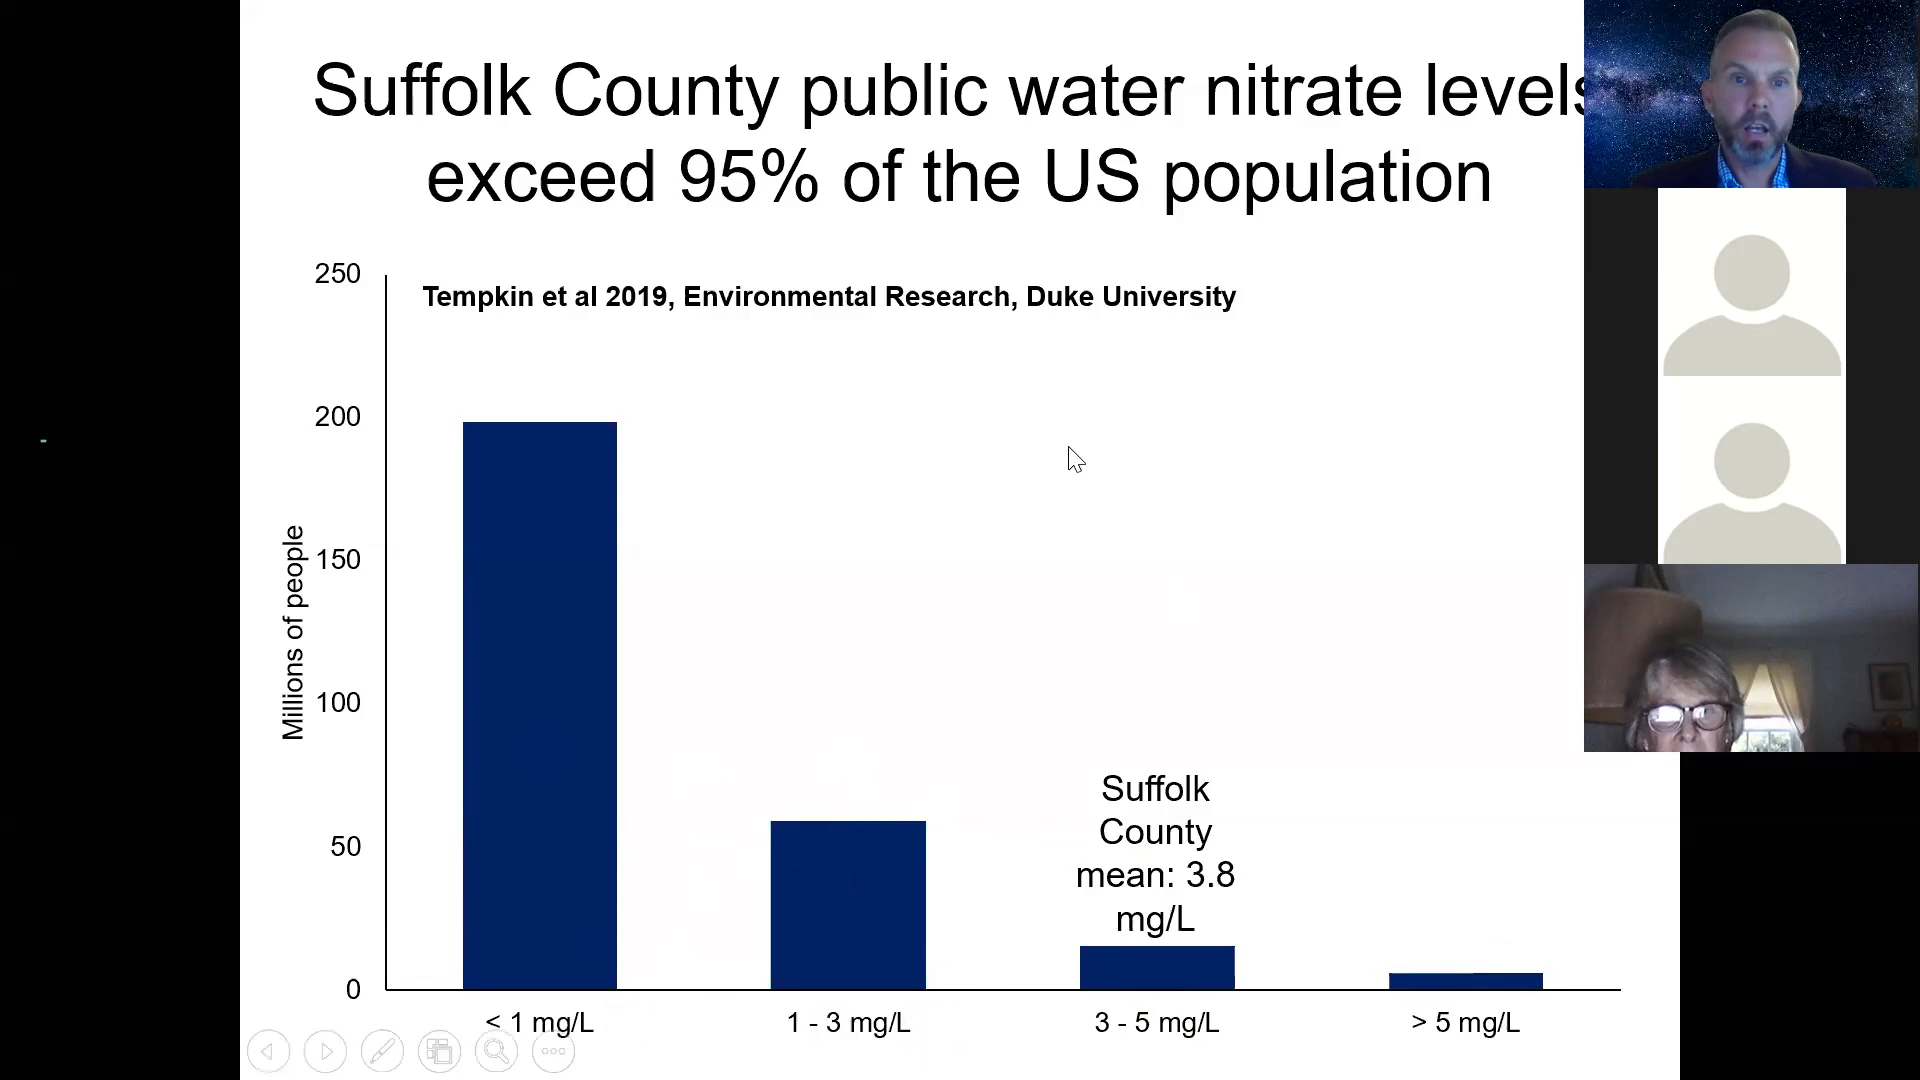 Suffolk County public water nitrate levels
exceed 95% of the US population
Tempkin et al 2019, Environmental Research, Duke University
250
200
150
100
50
0
Millions of people
Suffolk
County
mean: 3.8
mg/L
< 1 mg/L
1 - 3 mg/L
3 - 5 mg/L
> 5 mg/L